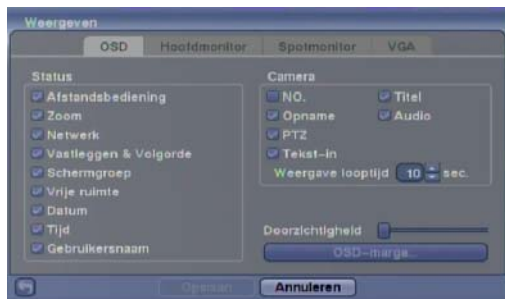 Weergeven
OSD Hoofdmonitor Spotmonitor VGA
Status
Afstandsbediening
Zoom
Netwerk
Vastleggen & Volgorde
Schermgroep
Vrije ruimte
Datum
Tijd
Gebruikersnaam
Camera
NO. Titel
Opname Audio
PTZ
Tekst-in
Weergave looptijd 10 sec.
Doorzichtigheid
OSD-marge...
Opslaan Annuleren